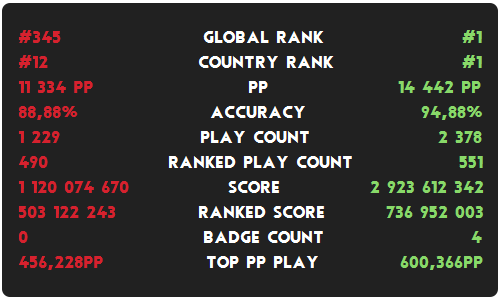 #345 GLOBAL RANK #1
#12 COUNTRY RANK #1
11 334 PP PP 14 442 PP
88,88% ACCURACY 94,88%
1 229 PLAY COUNT 2 378
490 RANKED PLAY COUNT 551
1 120 074 670 SCORE 2 923 612 342
503 122 243 RANKED SCORE 736 952 003
0 BADGE COUNT 4
456,228PP TOP PP PLAY 600,366PP